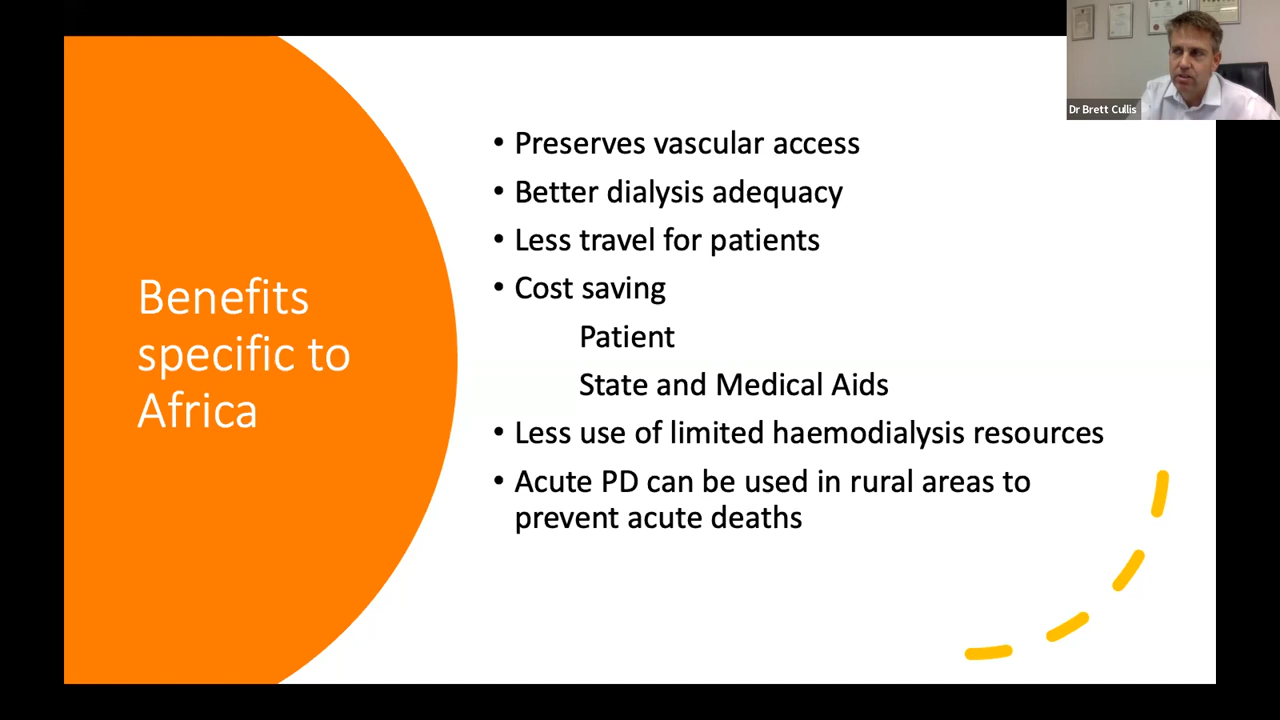 Dr Brett Cullis
Benefits
specific to
Africa
• Preserves vascular access
• Better dialysis adequacy
• Less travel for patients
• Cost saving
Patient
State and Medical Aids
• Less use of limited haemodialysis resources
• Acute PD can be used in rural areas to
prevent acute deaths